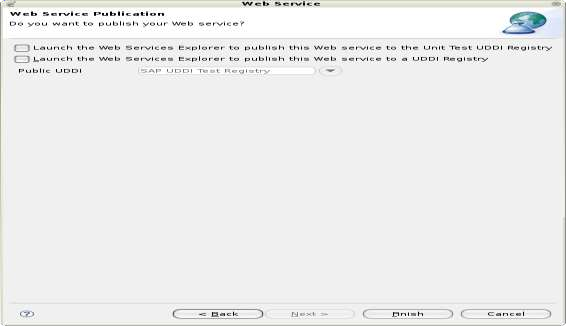 Web Service
Web Service Publication
Do you want to publish your Web service?
Launch the Web Services Explorer to publish this Web service to the Unit Test UDDI Registry
Launch the Web Services Explorer to publish this Web service to a UDDI Registry
Public UDDI SAP UDDI Test Registry
? < Back Next > Finish Cancel